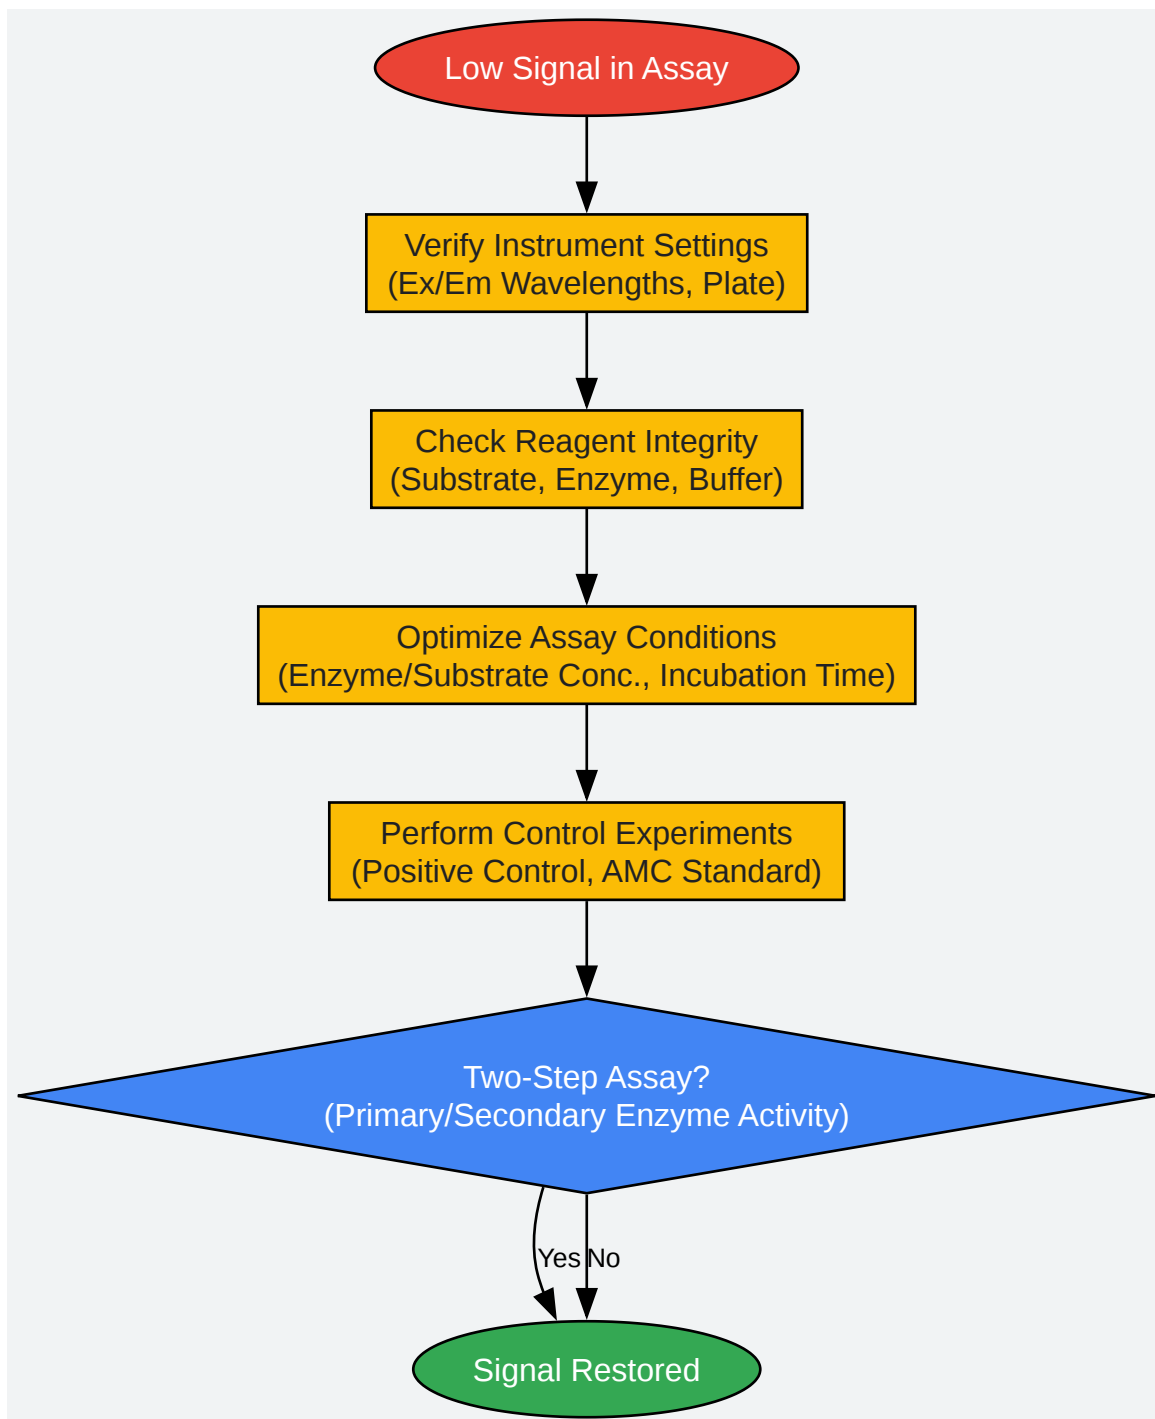 Low Signal in Assay
Verify Instrument Settings
(Ex/Em Wavelengths, Plate)
Check Reagent Integrity
(Substrate, Enzyme, Buffer)
Optimize Assay Conditions
(Enzyme/Substrate Conc., Incubation Time)
Perform Control Experiments
(Positive Control, AMC Standard)
Two-Step Assay?
(Primary/Secondary Enzyme Activity)
Yes No
Signal Restored